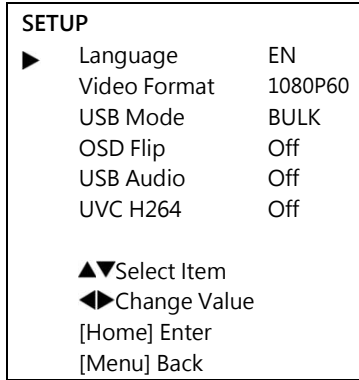 SETUP
▶ Language EN
Video Format 1080P60
USB Mode BULK
OSD Flip Off
USB Audio Off
UVC H264 Off
▲▼Select Item
◀▶Change Value
[Home] Enter
[Menu] Back